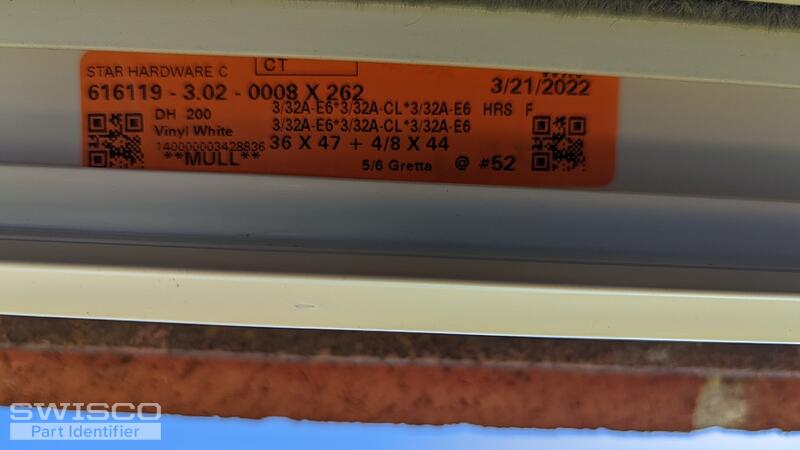 CT
STAR HARDWARE C
616119 - 3.02 - 0008 X 262
3/21/2022
DH 200
3/32A-E6*3/32A-CL*3/32A-E6 HRS F
Vinyl White
3/32A-E6*3/32A-CL*3/32A-E6
140000003428836
36 X 47 + 4/8 X 44
**MULL**
5/6 Gretta @ #52
SWISCO
Part Identifier